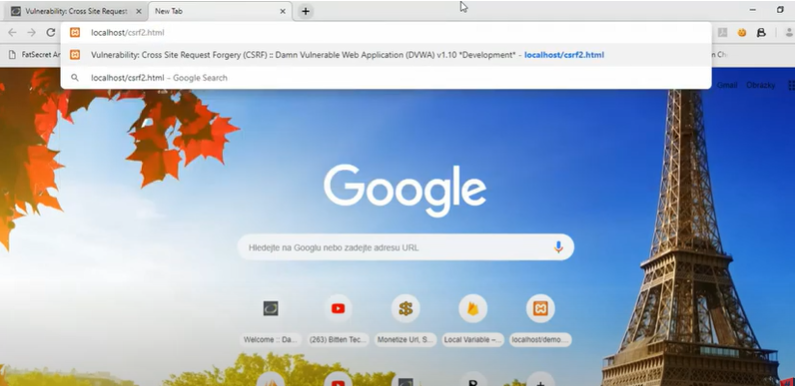 Vulnerability: Cross Site Request
New Tab
localhost/csrf2.html
Vulnerability: Cross Site Request Forgery (CSRF) :: Damn Vulnerable Web Application (DVWA) v1.10 *Development* - localhost/csrf2.html
FatSecret
localhost/csrf2.html - Google Search
Gmail Obrázky
Google
Hledejte na Googlu nebo zadejte adresu URL
Welcome :: Da... (263) Bitten Tec... Monetize Url, S... Local Variable –... localhost/demo...